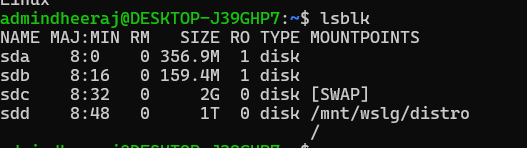 Linux
admindheeraj@DESKTOP-J39GHP7:~$ lsblk
NAME MAJ:MIN RM   SIZE RO TYPE MOUNTPOINTS
sda    8:0    0 356.9M  1 disk
sdb    8:16   0 159.4M  1 disk
sdc    8:32   0     2G  0 disk [SWAP]
sdd    8:48   0     1T  0 disk /mnt/wslg/distro
                               /